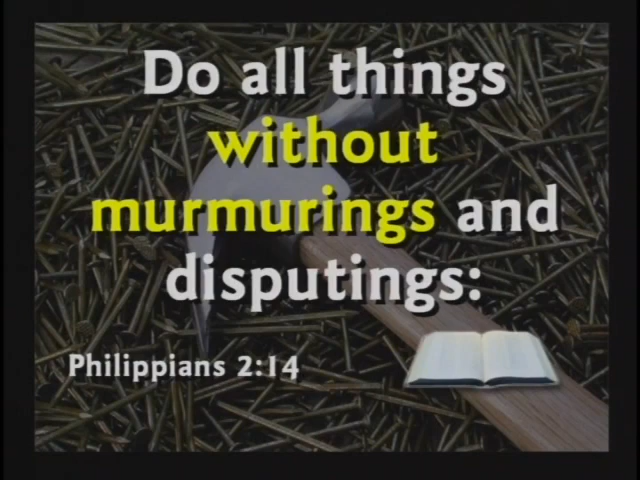 Do all things
without
murmurings and
disputings:
Philippians 2:14